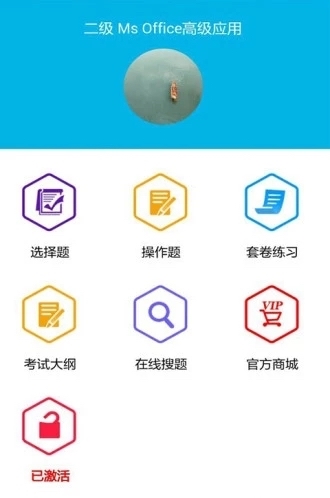 二级 Ms Office高级应用
选择题
操作题
套卷练习
考试大纲
在线搜题
VIP
官方商城
已激活